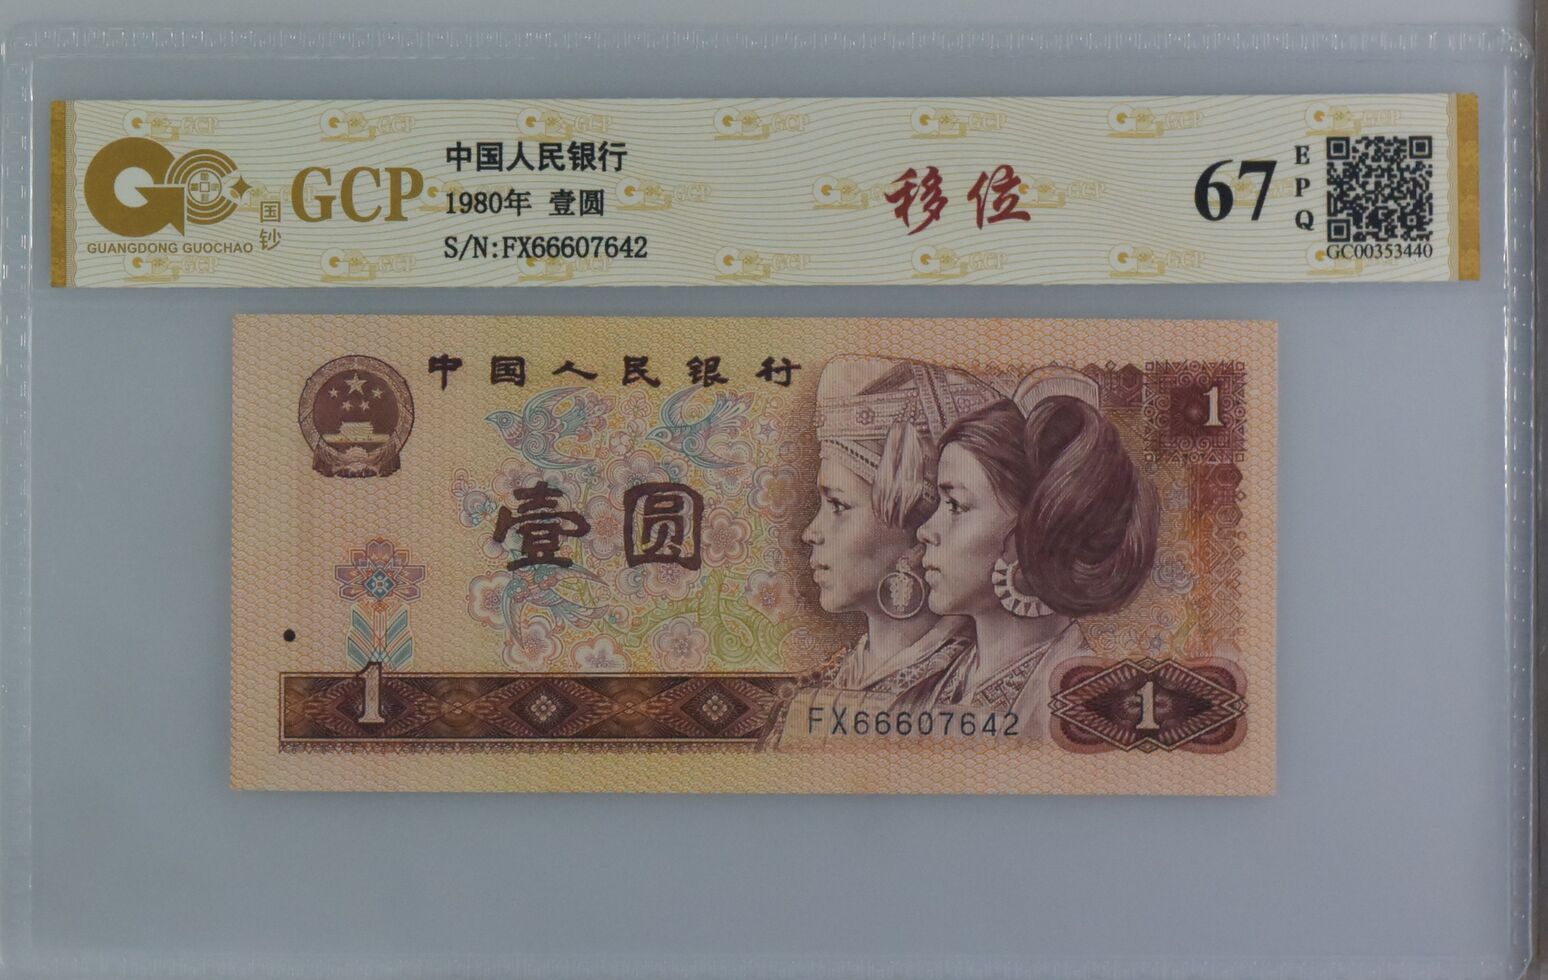 GUANGDONG GUOCHAO
国钞
GCP
中国人民银行
1980年 壹圆
S/N:FX66607642
移位
67
EPQ
GC00353440
中国人民银行
1
壹圆
1
FX66607642
1